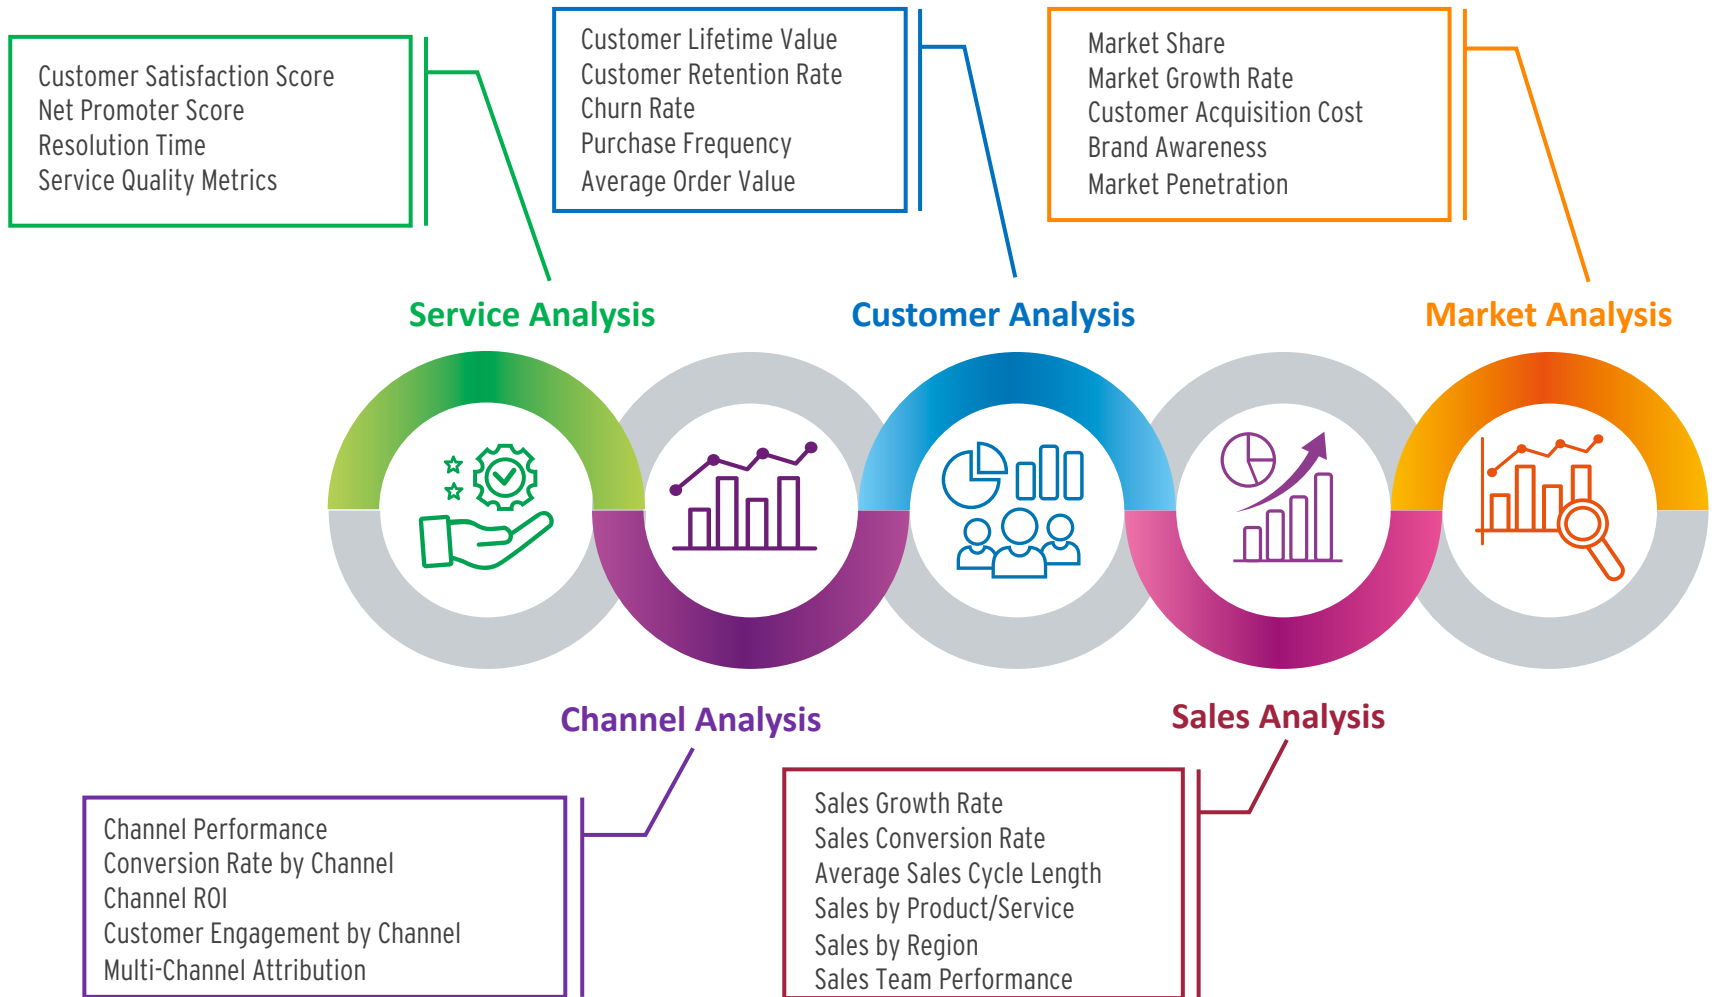 Customer Satisfaction Score
Net Promoter Score
Resolution Time
Service Quality Metrics
Customer Lifetime Value
Customer Retention Rate
Churn Rate
Purchase Frequency
Average Order Value
Market Share
Market Growth Rate
Customer Acquisition Cost
Brand Awareness
Market Penetration
Service Analysis
Customer Analysis
Market Analysis
Channel Analysis
Sales Analysis
Channel Performance
Conversion Rate by Channel
Channel ROI
Customer Engagement by Channel
Multi-Channel Attribution
Sales Growth Rate
Sales Conversion Rate
Average Sales Cycle Length
Sales by Product/Service
Sales by Region
Sales Team Performance